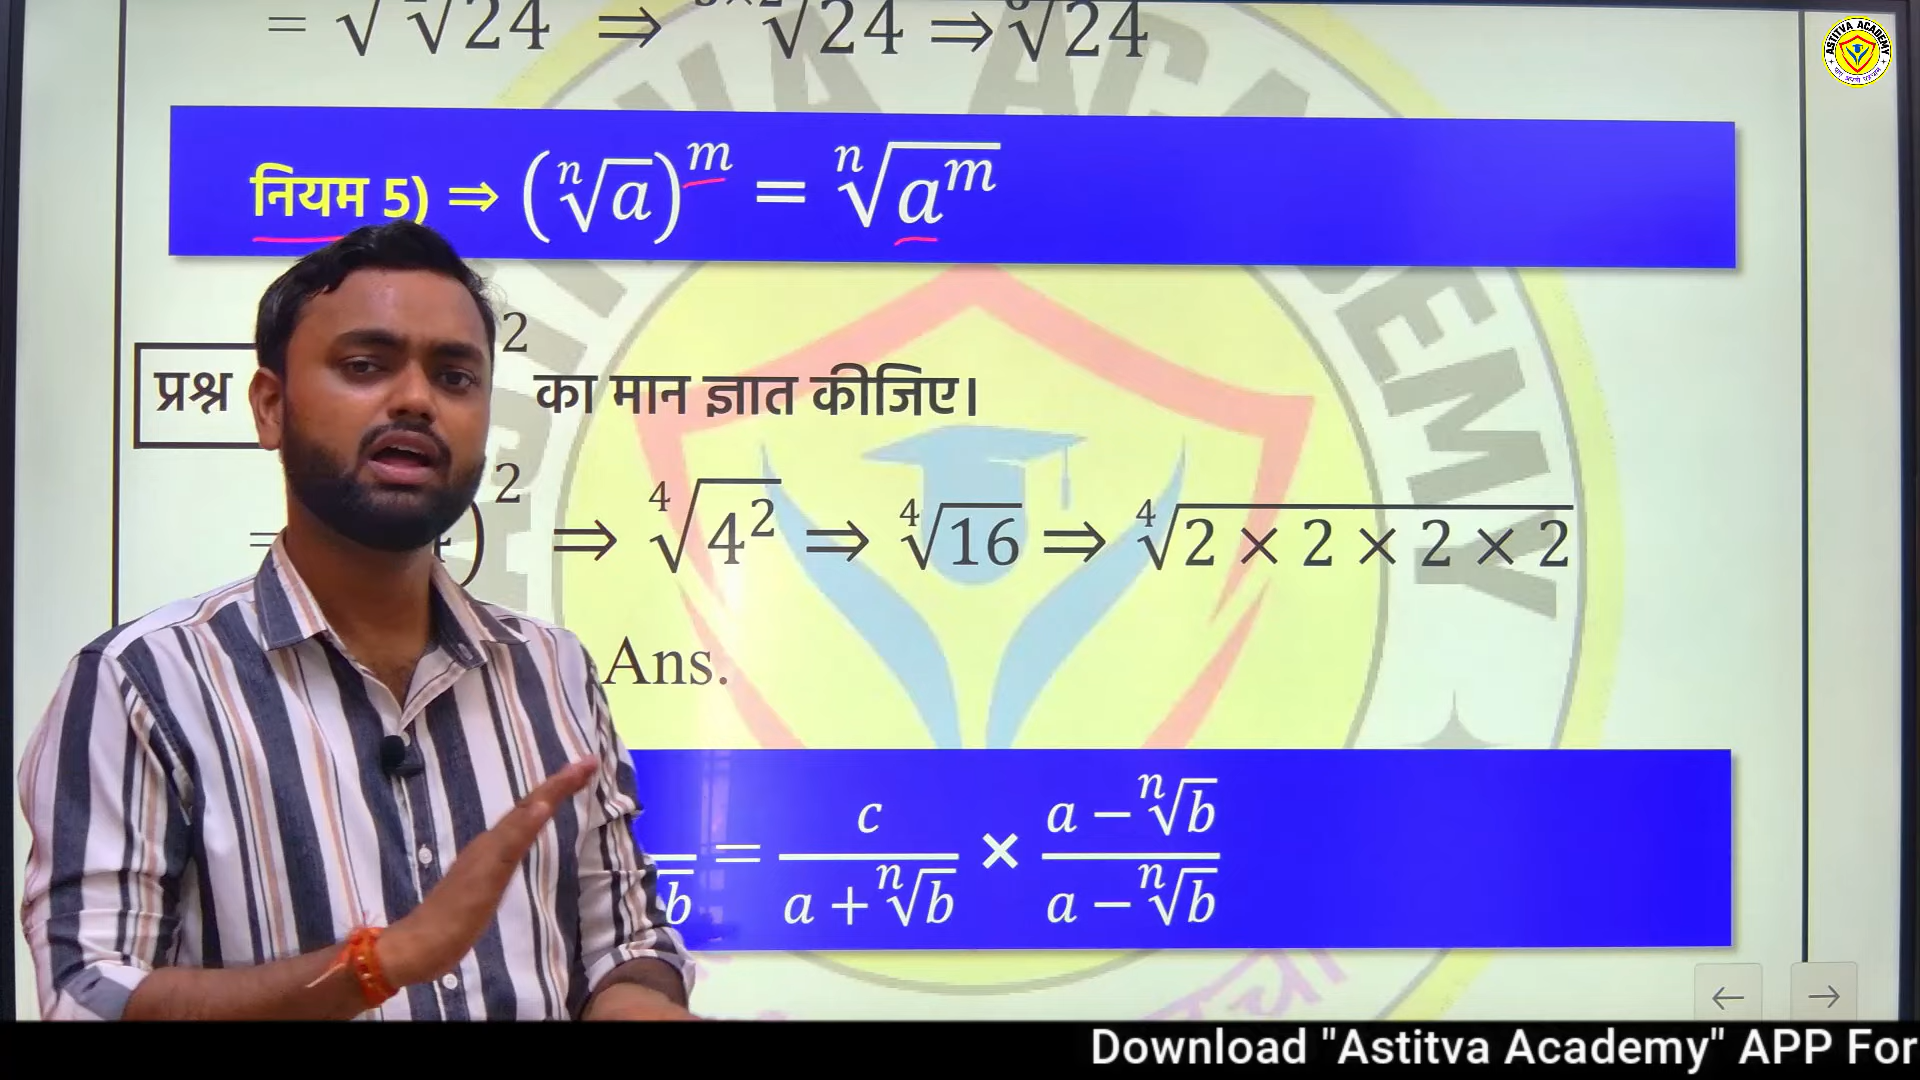 = √√24 ⇒ √24 ⇒ √24
नियम 5) ⇒ (ⁿ√a)ᵐ = ⁿ√aᵐ
प्रश्न ² का मान ज्ञात कीजिए।
= )² ⇒ ⁴√4² ⇒ ⁴√16 ⇒ ⁴√2 × 2 × 2 × 2
Ans.
b = c / (a + ⁿ√b) × (a − ⁿ√b) / (a − ⁿ√b)
ASTITVA ACADEMY
Download "Astitva Academy" APP For